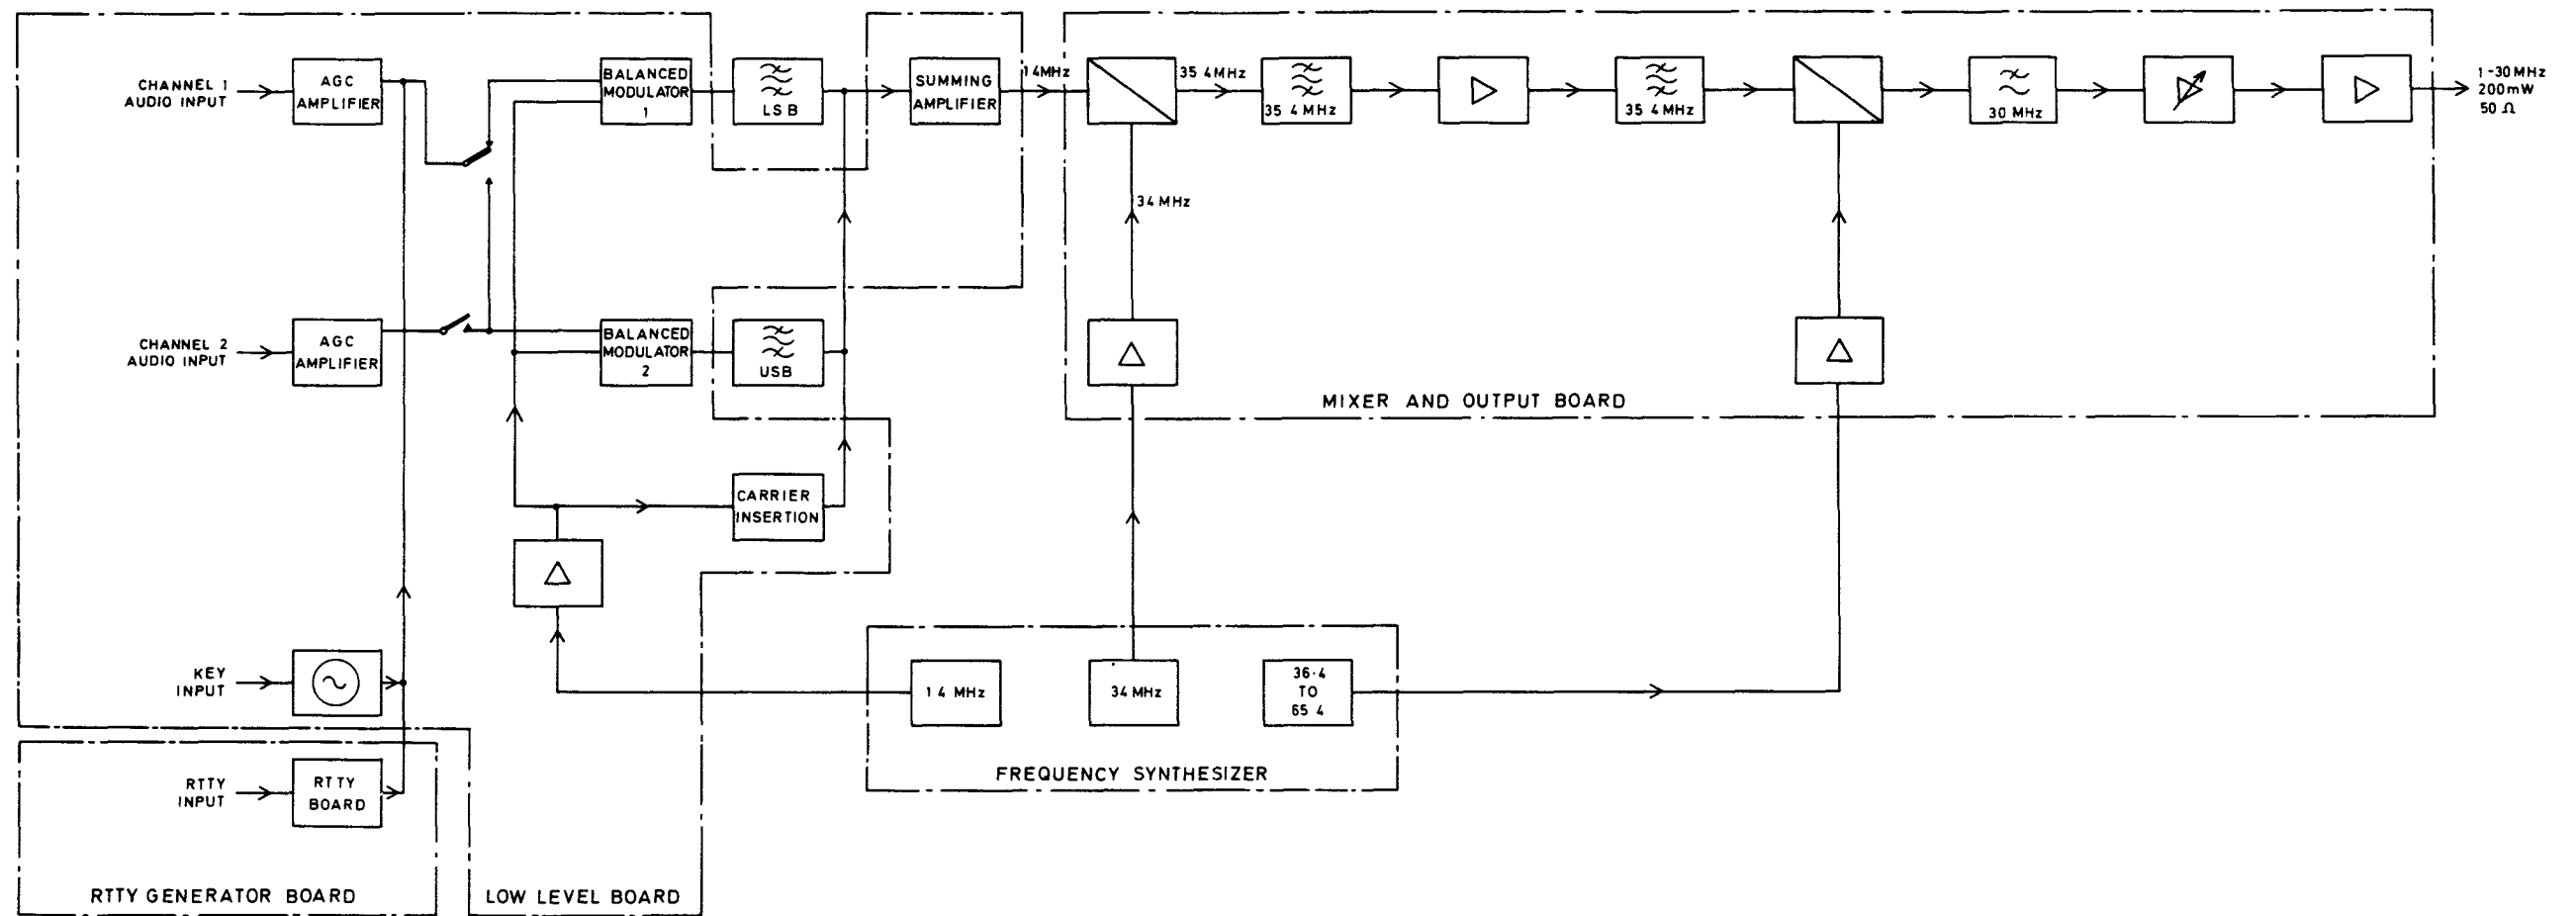 CHANNEL 1
AUDIO INPUT
AGC
AMPLIFIER
BALANCED
MODULATOR
1
LSB
SUMMING
AMPLIFIER
1 4MHz
35 4MHz
35 4MHz
35 4MHz
30 MHz
1-30MHz
200mW
50 Ω
34MHz
CHANNEL 2
AUDIO INPUT
AGC
AMPLIFIER
BALANCED
MODULATOR
2
USB
MIXER AND OUTPUT BOARD
CARRIER
INSERTION
KEY
INPUT
1 4 MHz
34MHz
36·4
TO
65 4
FREQUENCY SYNTHESIZER
RTTY
INPUT
RTTY
BOARD
RTTY GENERATOR BOARD
LOW LEVEL BOARD